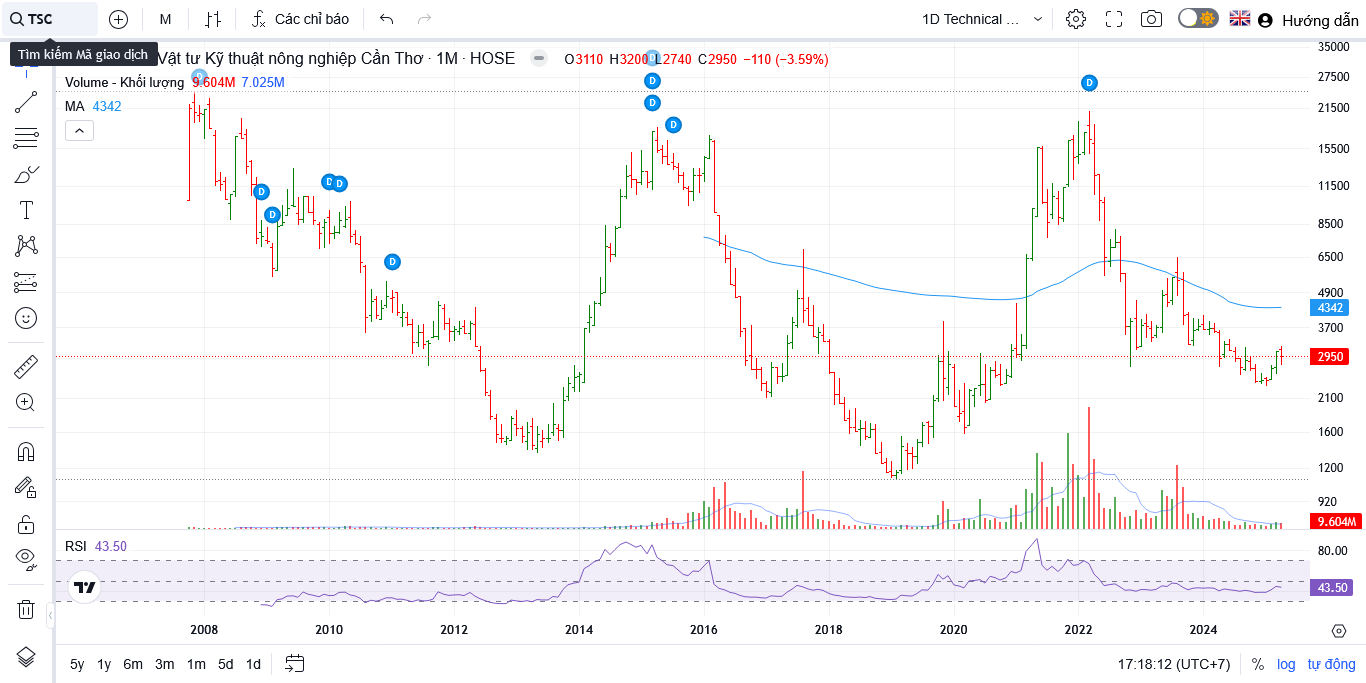 TSC M Các chỉ báo 1D Technical ... Hướng dẫn
Tìm kiếm Mã giao dịch
Vật tư Kỹ thuật nông nghiệp Cần Thơ · 1M · HOSE O3110 H3200 L2740 C2950 −110 (−3.59%)
Volume - Khối lượng 9.604M 7.025M
MA 4342
D
D
D
D
D
D
D
D
D
D
D
35000
27500
21500
15500
11500
8500
6500
4900
4342
3700
2950
2100
1600
1200
920
9.604M
RSI 43.50
80.00
43.50
2008 2010 2012 2014 2016 2018 2020 2022 2024
5y 1y 6m 3m 1m 5d 1d 17:18:12 (UTC+7) % log tự động